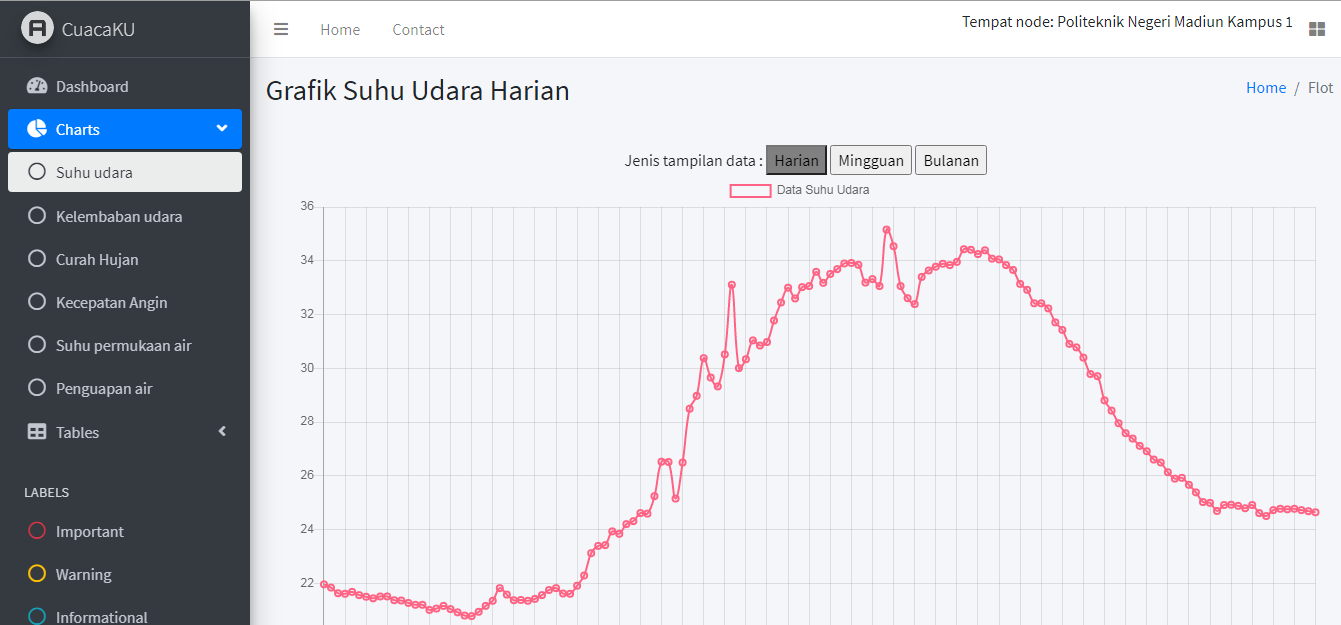 CuacaKU
Home
Contact
Tempat node: Politeknik Negeri Madiun Kampus 1
Dashboard
Charts
Suhu udara
Kelembaban udara
Curah Hujan
Kecepatan Angin
Suhu permukaan air
Penguapan air
Tables
LABELS
Important
Warning
Informational
Grafik Suhu Udara Harian
Home / Flot
Jenis tampilan data : Harian Mingguan Bulanan
Data Suhu Udara
36
34
32
30
28
26
24
22